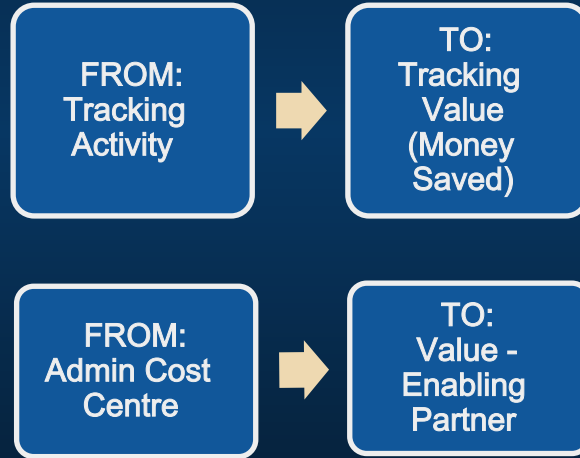 FROM:
Tracking
Activity
TO:
Tracking
Value
(Money
Saved)
FROM:
Admin Cost
Centre
TO:
Value -
Enabling
Partner